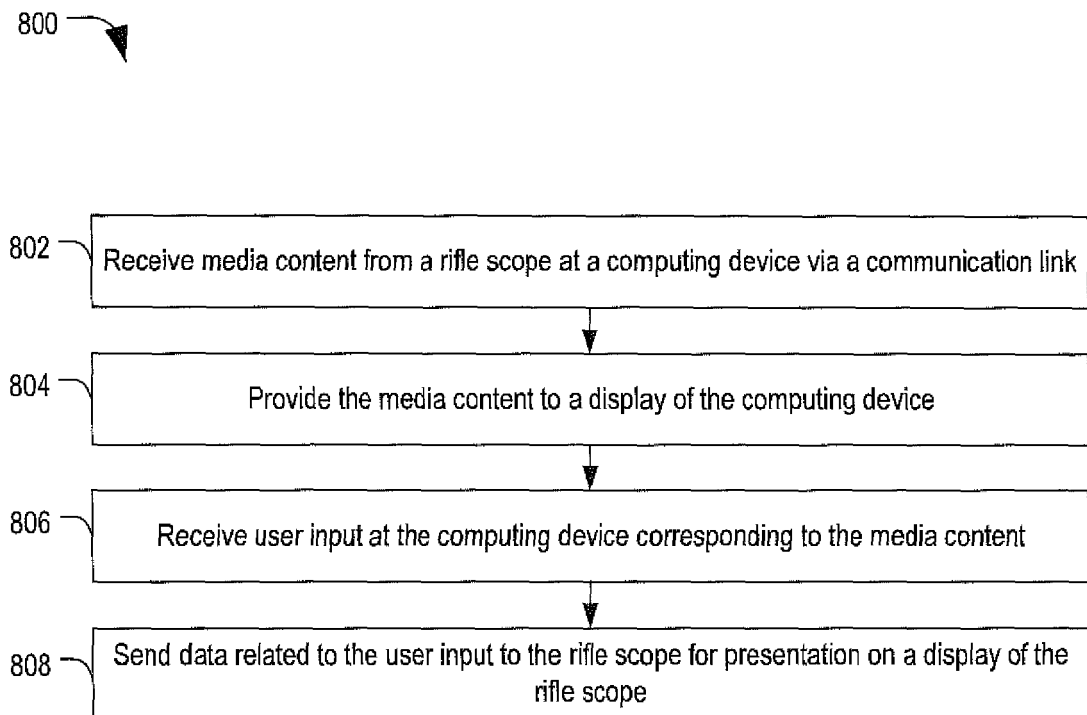 800
802
Receive media content from a rifle scope at a computing device via a communication link
804
Provide the media content to a display of the computing device
806
Receive user input at the computing device corresponding to the media content
808
Send data related to the user input to the rifle scope for presentation on a display of the
rifle scope